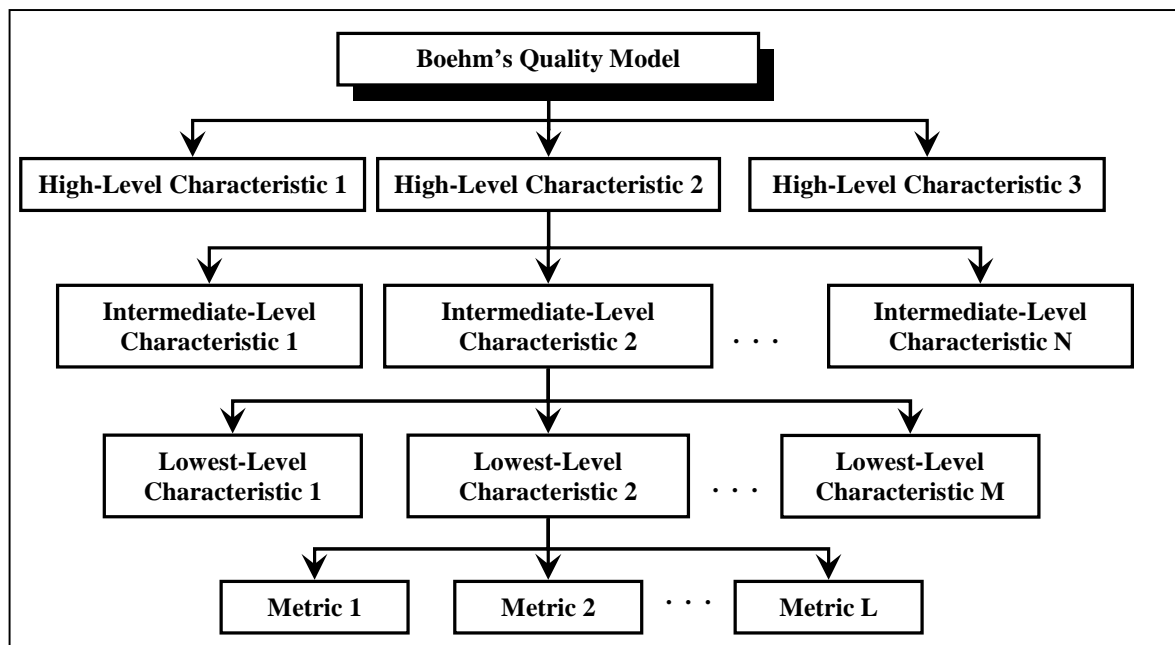 Boehm’s Quality Model
High-Level Characteristic 1
High-Level Characteristic 2
High-Level Characteristic 3
Intermediate-Level
Characteristic 1
Intermediate-Level
Characteristic 2
. . .
Intermediate-Level
Characteristic N
Lowest-Level
Characteristic 1
Lowest-Level
Characteristic 2
. . .
Lowest-Level
Characteristic M
Metric 1
Metric 2
. . .
Metric L